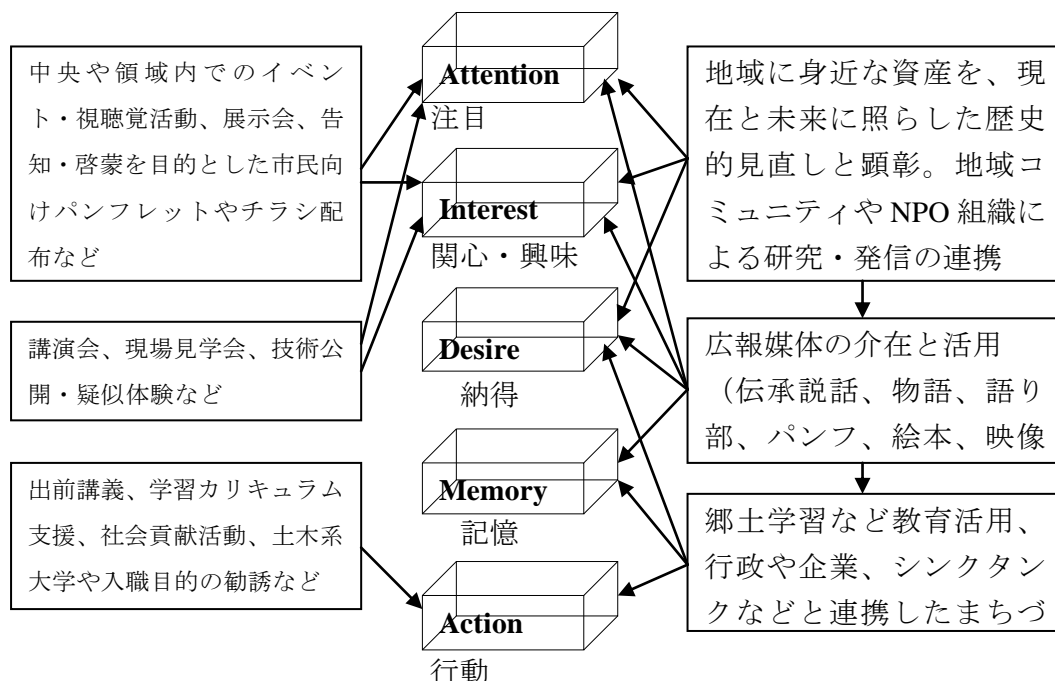 中央や領域内でのイベン
ト・視聴覚活動、展示会、告
知・啓蒙を目的とした市民向
けパンフレットやチラシ配
布など
講演会、現場見学会、技術公
開・疑似体験など
出前講義、学習カリキュラム
支援、社会貢献活動、土木系
大学や入職目的の勧誘など
Attention
注目
Interest
関心・興味
Desire
納得
Memory
記憶
Action
行動
地域に身近な資産を、現
在と未来に照らした歴史
的見直しと顕彰。地域コ
ミュニティや NPO 組織に
よる研究・発信の連携
広報媒体の介在と活用
（伝承説話、物語、語り
部、パンフ、絵本、映像
郷土学習など教育活用、
行政や企業、シンクタン
クなどと連携したまちづ